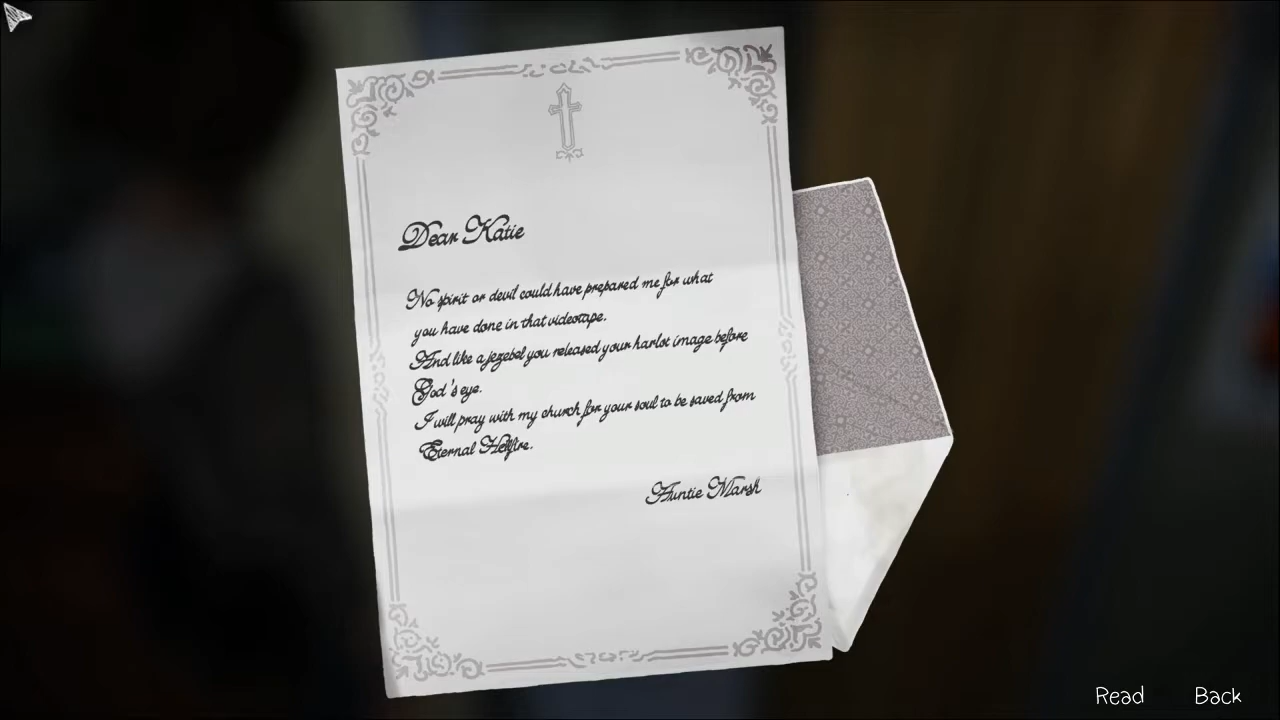 Dear Katie
No spirit or devil could have prepared me for what
you have done in that videotape.
And like a jezebel you released your harlot image before
God's eye.
I will pray with my church for your soul to be saved from
Eternal Hellfire.
Auntie Marsh
Read
Back